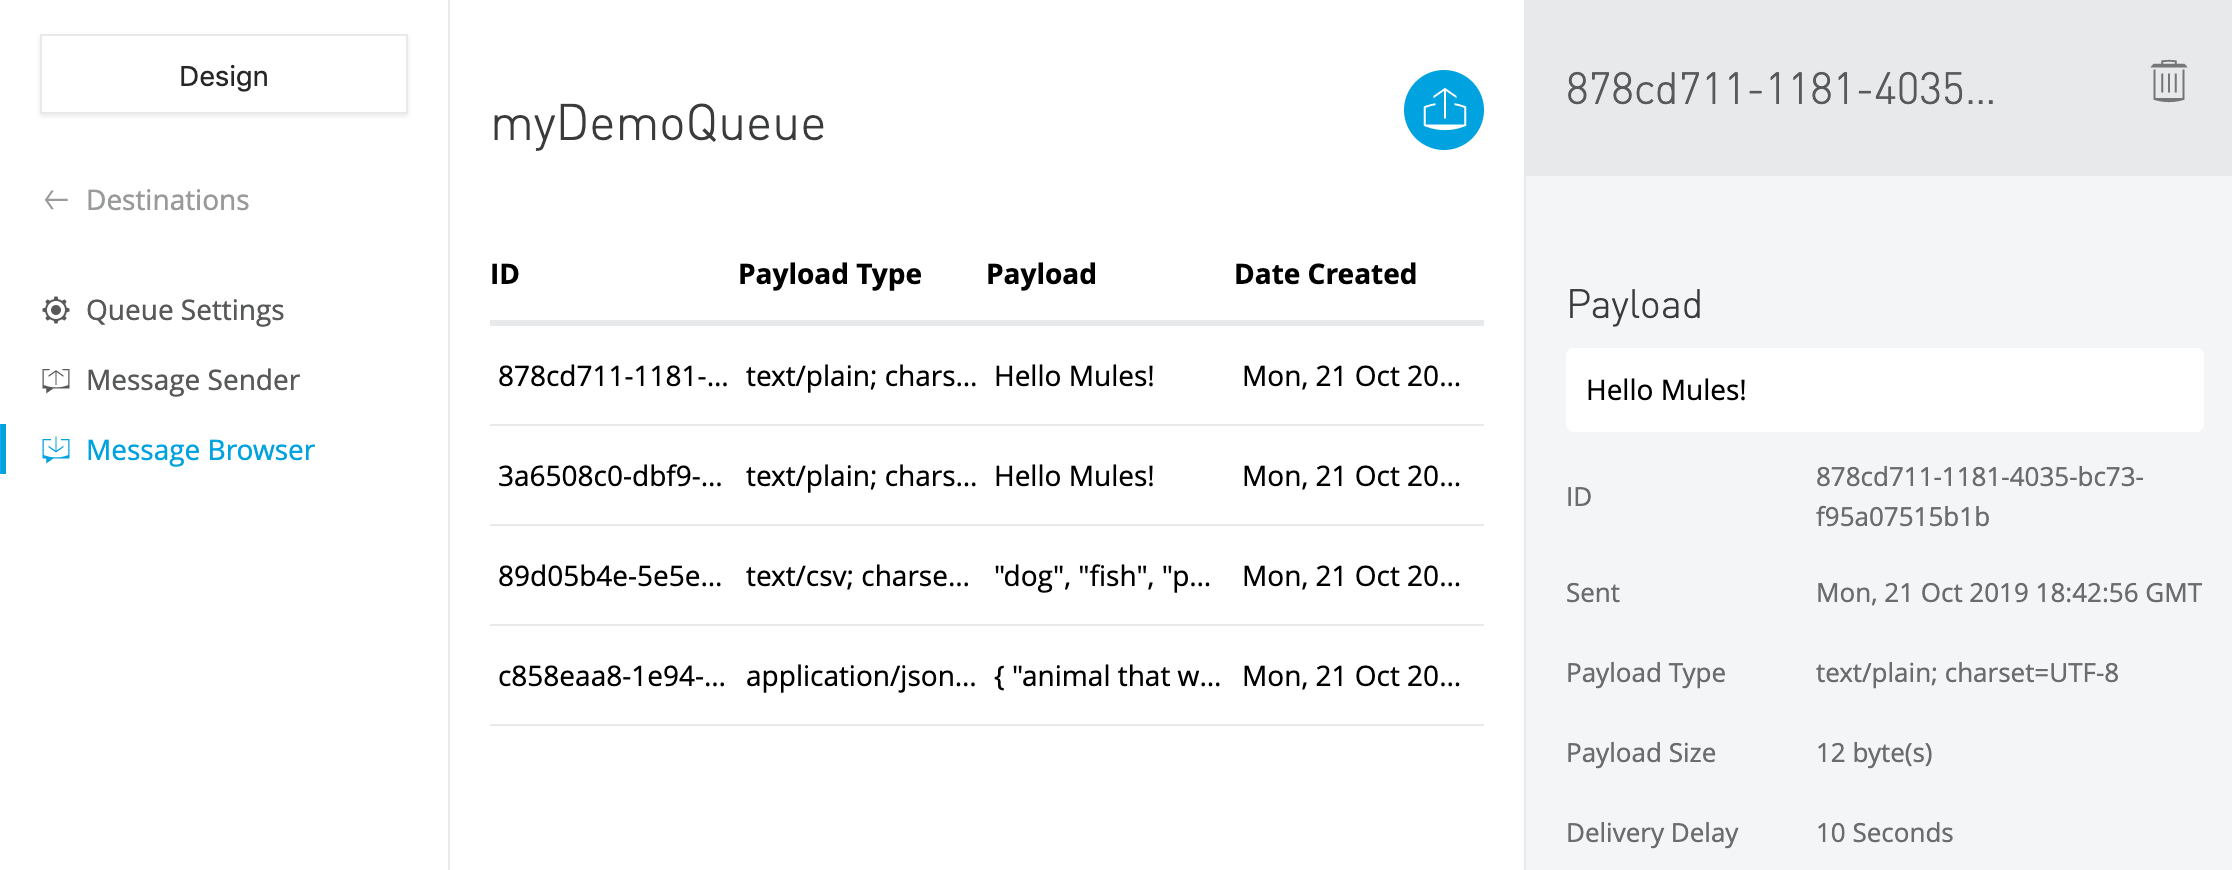 Design
Destinations
Queue Settings
Message Sender
Message Browser
myDemoQueue
ID Payload Type Payload Date Created
878cd711-1181-... text/plain; chars... Hello Mules! Mon, 21 Oct 20...
3a6508c0-dbf9-... text/plain; chars... Hello Mules! Mon, 21 Oct 20...
89d05b4e-5e5e... text/csv; charse... "dog", "fish", "p... Mon, 21 Oct 20...
c858eaa8-1e94-... application/json... { "animal that w... Mon, 21 Oct 20...
878cd711-1181-4035...
Payload
Hello Mules!
ID 878cd711-1181-4035-bc73-
f95a07515b1b
Sent Mon, 21 Oct 2019 18:42:56 GMT
Payload Type text/plain; charset=UTF-8
Payload Size 12 byte(s)
Delivery Delay 10 Seconds